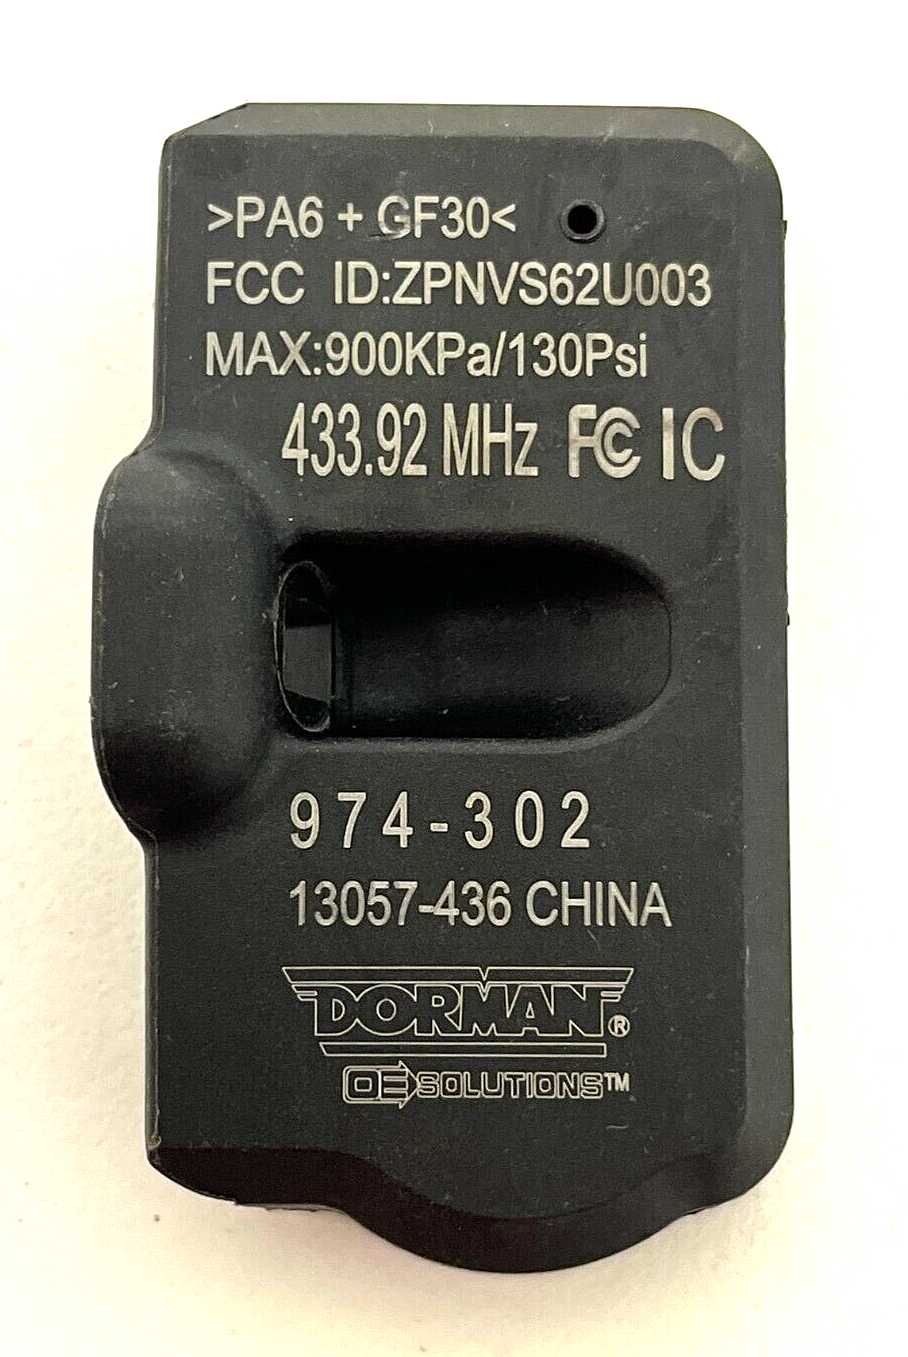 >PA6 + GF30<
FCC ID:ZPNVS62U003
MAX:900KPa/130Psi
433.92 MHz FC IC
974-302
13057-436 CHINA
DORMAN®
OE SOLUTIONS™